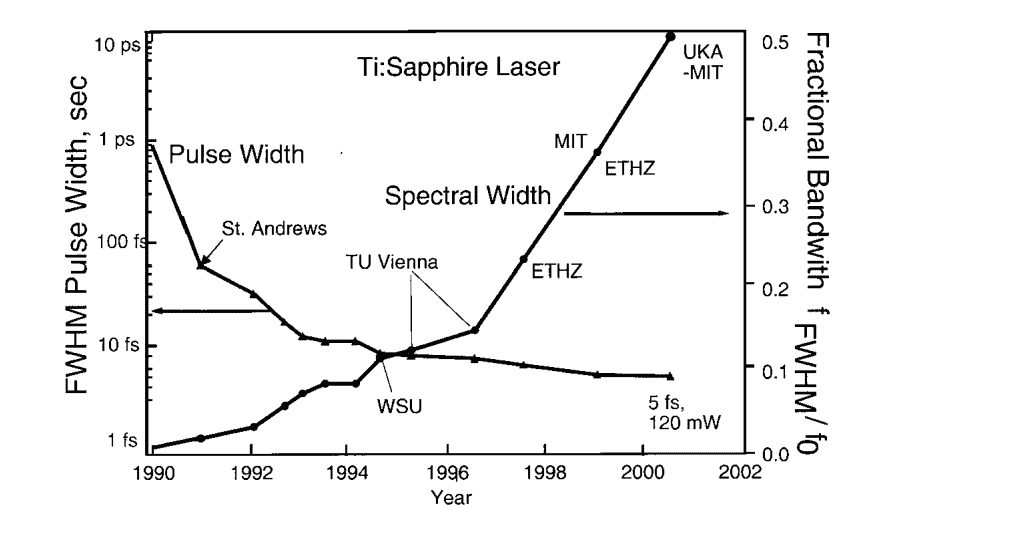 10 ps
1 ps
100 fs
10 fs
1 fs
FWHM Pulse Width, sec
Ti:Sapphire Laser
Pulse Width
St. Andrews
TU Vienna
WSU
Spectral Width
ETHZ
MIT
ETHZ
UKA
-MIT
5 fs,
120 mW
0.5
0.4
0.3
0.2
0.1
0.0
Fractional Bandwith f FWHM/ f0
1990
1992
1994
1996
1998
2000
2002
Year